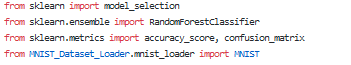 from sklearn import model_selection
from sklearn.ensemble import RandomForestClassifier
from sklearn.metrics import accuracy_score, confusion_matrix
from MNIST_Dataset_Loader.mnist_loader import MNIST